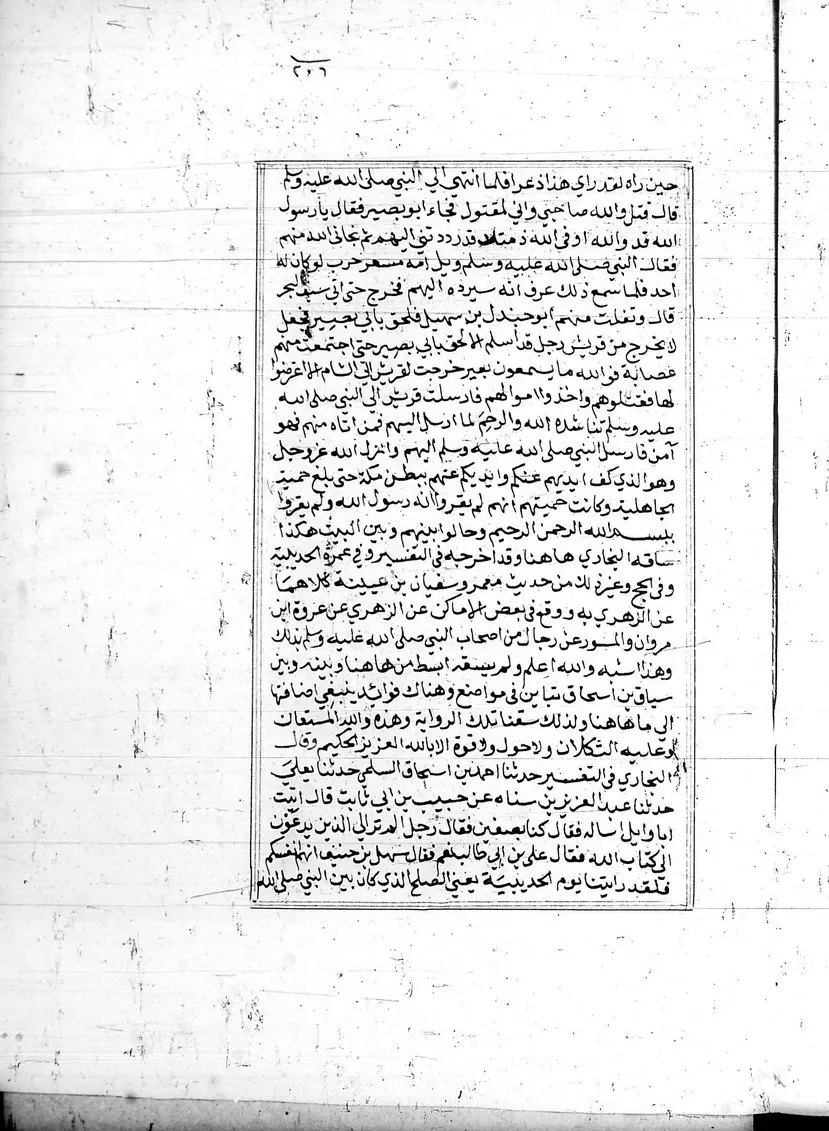 ٢٠٦
حين راه لقد راي هذا ذعرا فلما انتهى الي النبي صلى الله عليه وسلم
قال قتل والله صاحبي واني لمقتول فجاء ابو بصير فقال يا رسول
الله قد والله اوفى الله ذمتك قد رددتني اليهم ثم نجاني الله منهم
فقال النبي صلى الله عليه وسلم ويل امه مسعر حرب لو كان له
احد فلما سمع ذلك عرف انه سيرده اليهم فخرج حتى اتي سيف البحر
قال وتفلت منهم ابو جندل بن سهيل فلحق بابي بصير فجعل
لا يخرج من قريش رجل قد اسلم الا لحق بابي بصير حتى اجتمعت منهم
عصابة فوالله ما يسمعون بعير خرجت لقريش الي الشام الا اعترضوا
لها فقتلوهم واخذوا اموالهم فارسلت قريش الي النبي صلى الله
عليه وسلم تناشده الله والرحم لما ارسل اليهم فمن اتاه منهم فهو
آمن فارسل النبي صلى الله عليه وسلم اليهم وانزل الله عز وجل
وهو الذي كف ايديهم عنكم وايديكم عنهم ببطن مكة حتى بلغ حمية
الجاهلية وكانت حميتهم انهم لم يقروا انه رسول الله ولم يقروا
ببسم الله الرحمن الرحيم وحالوا بينهم وبين البيت هكذا
ساقه البخاري هاهنا وقد اخرجه في التفسير وفي عمرة الحديبية
وفي الحج وغير ذلك من حديث معمر وسفيان بن عيينة كلاهما
عن الزهري به ووقع في بعض الاماكن عن الزهري عن عروة ابن
مروان والمسور عن رجال من اصحاب النبي صلى الله عليه وسلم بذلك
وهذا اشبه والله اعلم ولم يسقه ابسط من هاهنا وبينه وبين
سياق بن اسحاق تباين في مواضع وهناك فوائد ينبغي اضافتها
الي ما هاهنا ولذلك سقنا تلك الرواية وهذه والله المستعان
وعليه التكلان ولا حول ولا قوة الا بالله العزيز الحكيم وقال
البخاري في التفسير حدثنا احمد بن اسحاق السلمي حدثنا يعلي
حدثنا عبد العزيز بن سياه عن حبيب بن ابي ثابت قال اتيت
ابا وايل اساله فقال كنا بصفين فقال رجل الم تر الي الذين يدعون
الي كتاب الله فقال علي بن ابي طالب نعم فقال سهل بن حنيف اتهموا انفسكم
فلقد رايتنا يوم الحديبية يعني الصلح الذي كان بين النبي صلى الله